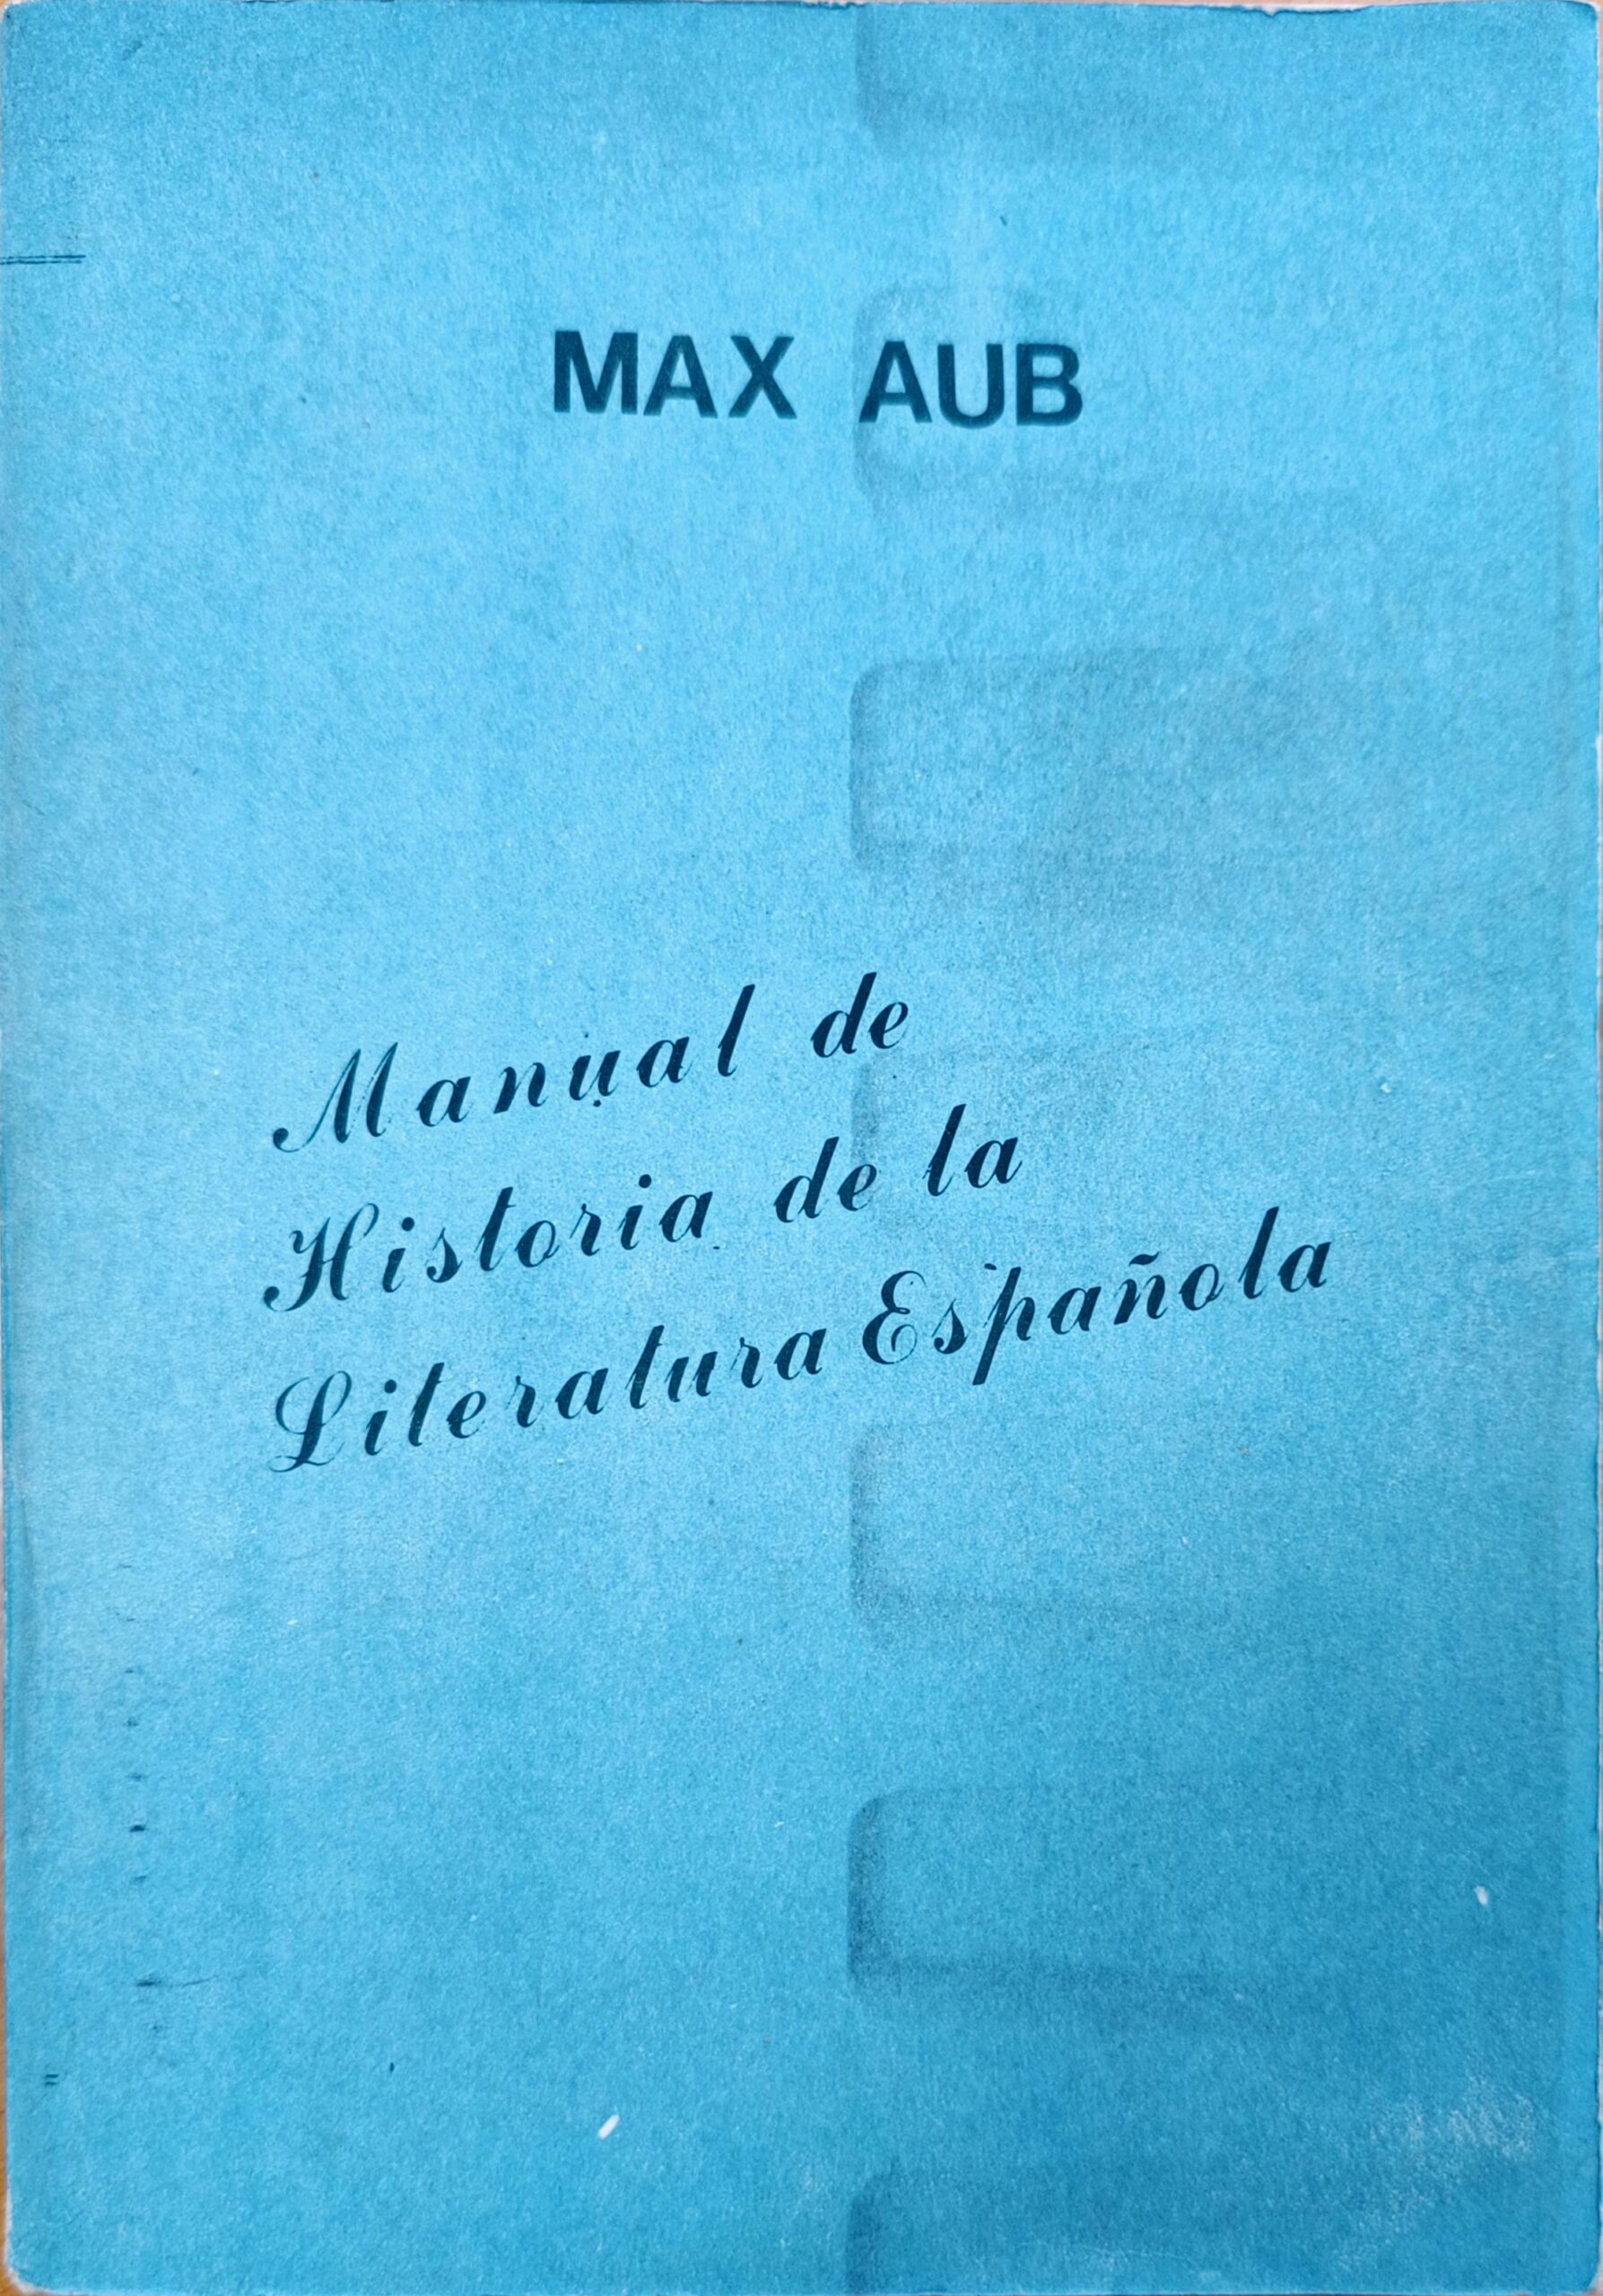 MAX AUB
Manual de
Historia de la
Literatura Española